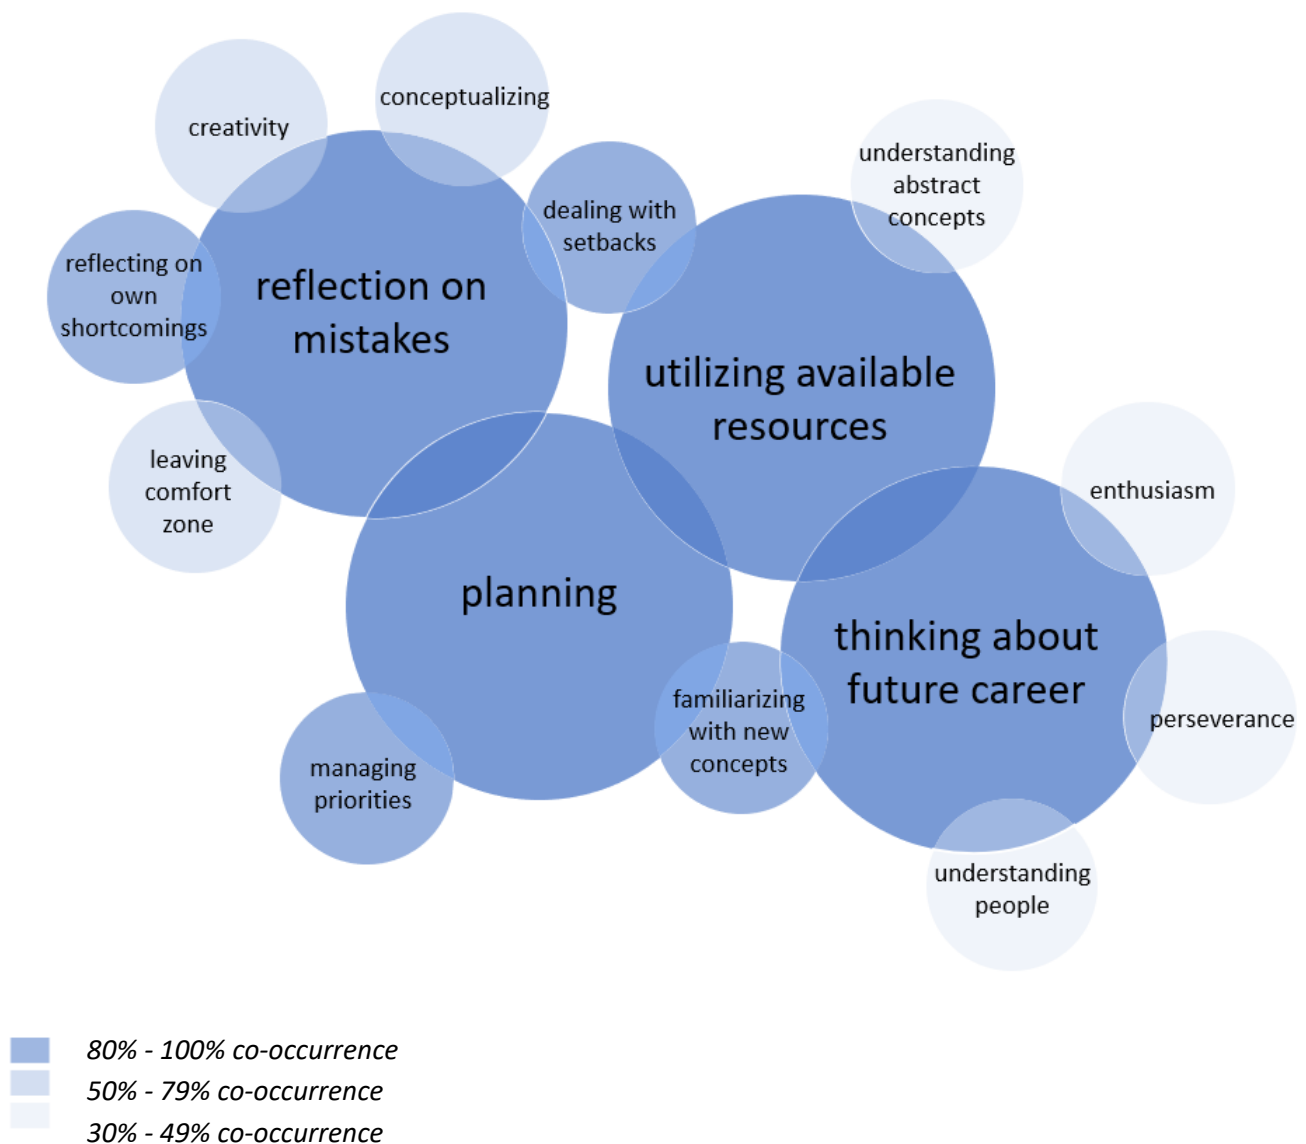 conceptualizing
creativity
understanding
abstract
concepts
dealing with
setbacks
reflecting on
own
shortcomings
reflection on
mistakes
utilizing available
resources
leaving
comfort
zone
enthusiasm
planning
thinking about
future career
familiarizing
with new
concepts
perseverance
managing
priorities
understanding
people
80% - 100% co-occurrence
50% - 79% co-occurrence
30% - 49% co-occurrence